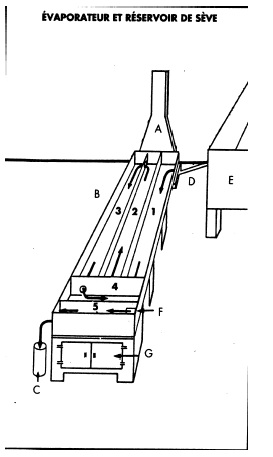 ÉVAPORATEUR ET RÉSERVOIR DE SÈVE
A
D
E
B
3
2
1
4
5
F
G
C